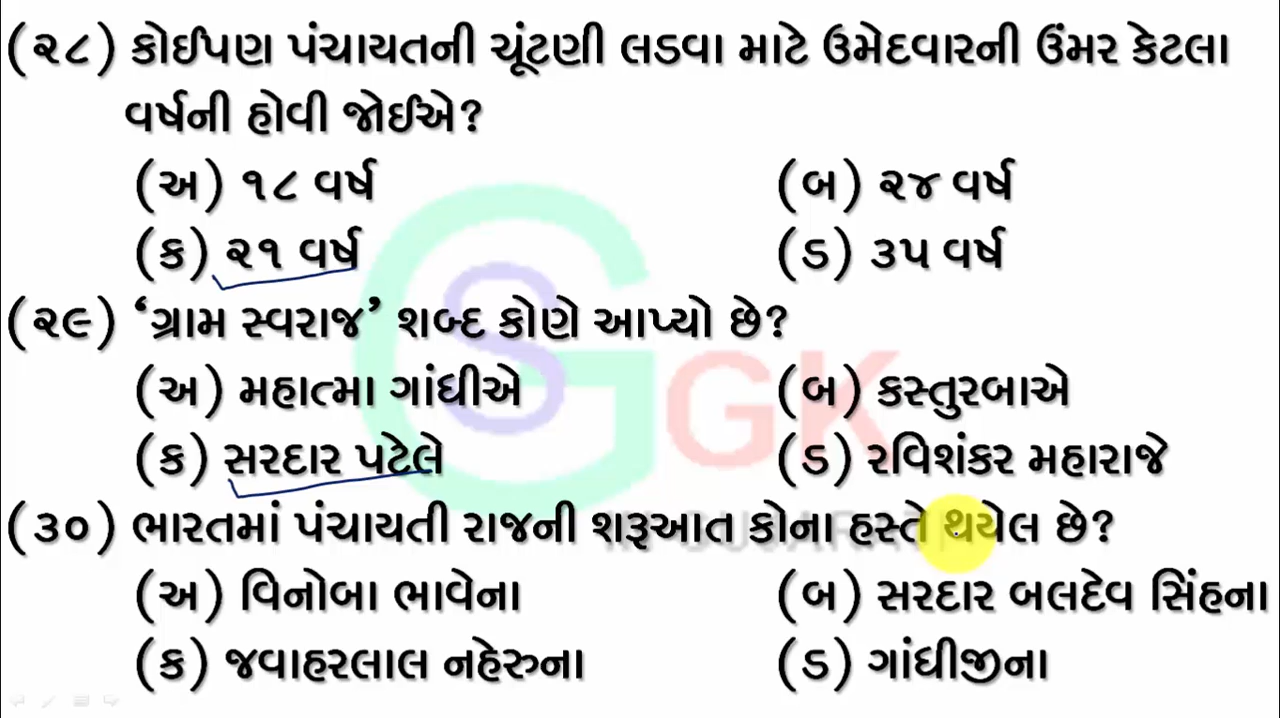 (૨૮) કોઈપણ પંચાયતની ચૂંટણી લડવા માટે ઉમેદવારની ઉંમર કેટલા
વર્ષની હોવી જોઈએ?
(અ) ૧૮ વર્ષ (બ) ૨૪ વર્ષ
(ક) ૨૧ વર્ષ (ડ) ૩૫ વર્ષ
(૨૯) ‘ગ્રામ સ્વરાજ’ શબ્દ કોણે આપ્યો છે?
(અ) મહાત્મા ગાંધીએ (બ) કસ્તુરબાએ
(ક) સરદાર પટેલે (ડ) રવિશંકર મહારાજે
(૩૦) ભારતમાં પંચાયતી રાજની શરૂઆત કોના હસ્તે થયેલ છે?
(અ) વિનોબા ભાવેના (બ) સરદાર બલદેવ સિંહના
(ક) જવાહરલાલ નહેરુના (ડ) ગાંધીજીના
GS GK